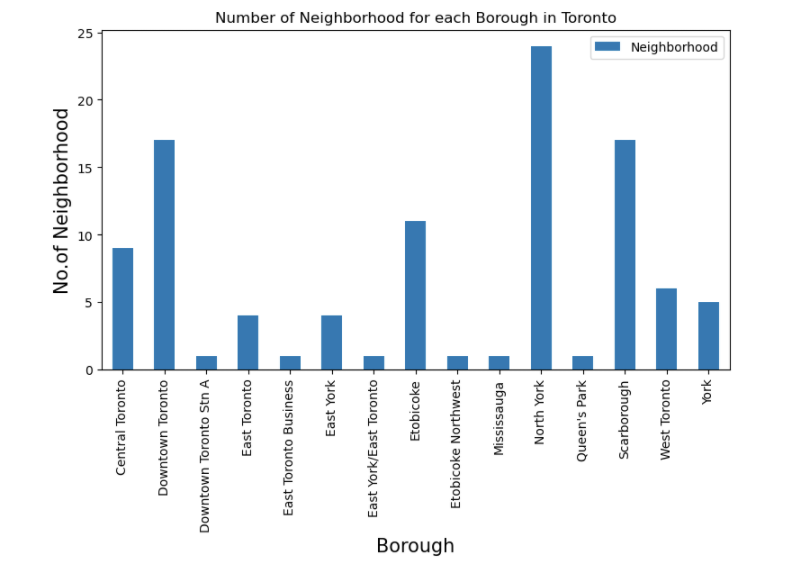 Number of Neighborhood for each Borough in Toronto
Neighborhood
No.of Neighborhood
25
20
15
10
5
0
Central Toronto
Downtown Toronto
Downtown Toronto Stn A
East Toronto
East Toronto Business
East York
East York/East Toronto
Etobicoke
Etobicoke Northwest
Mississauga
North York
Queen's Park
Scarborough
West Toronto
York
Borough